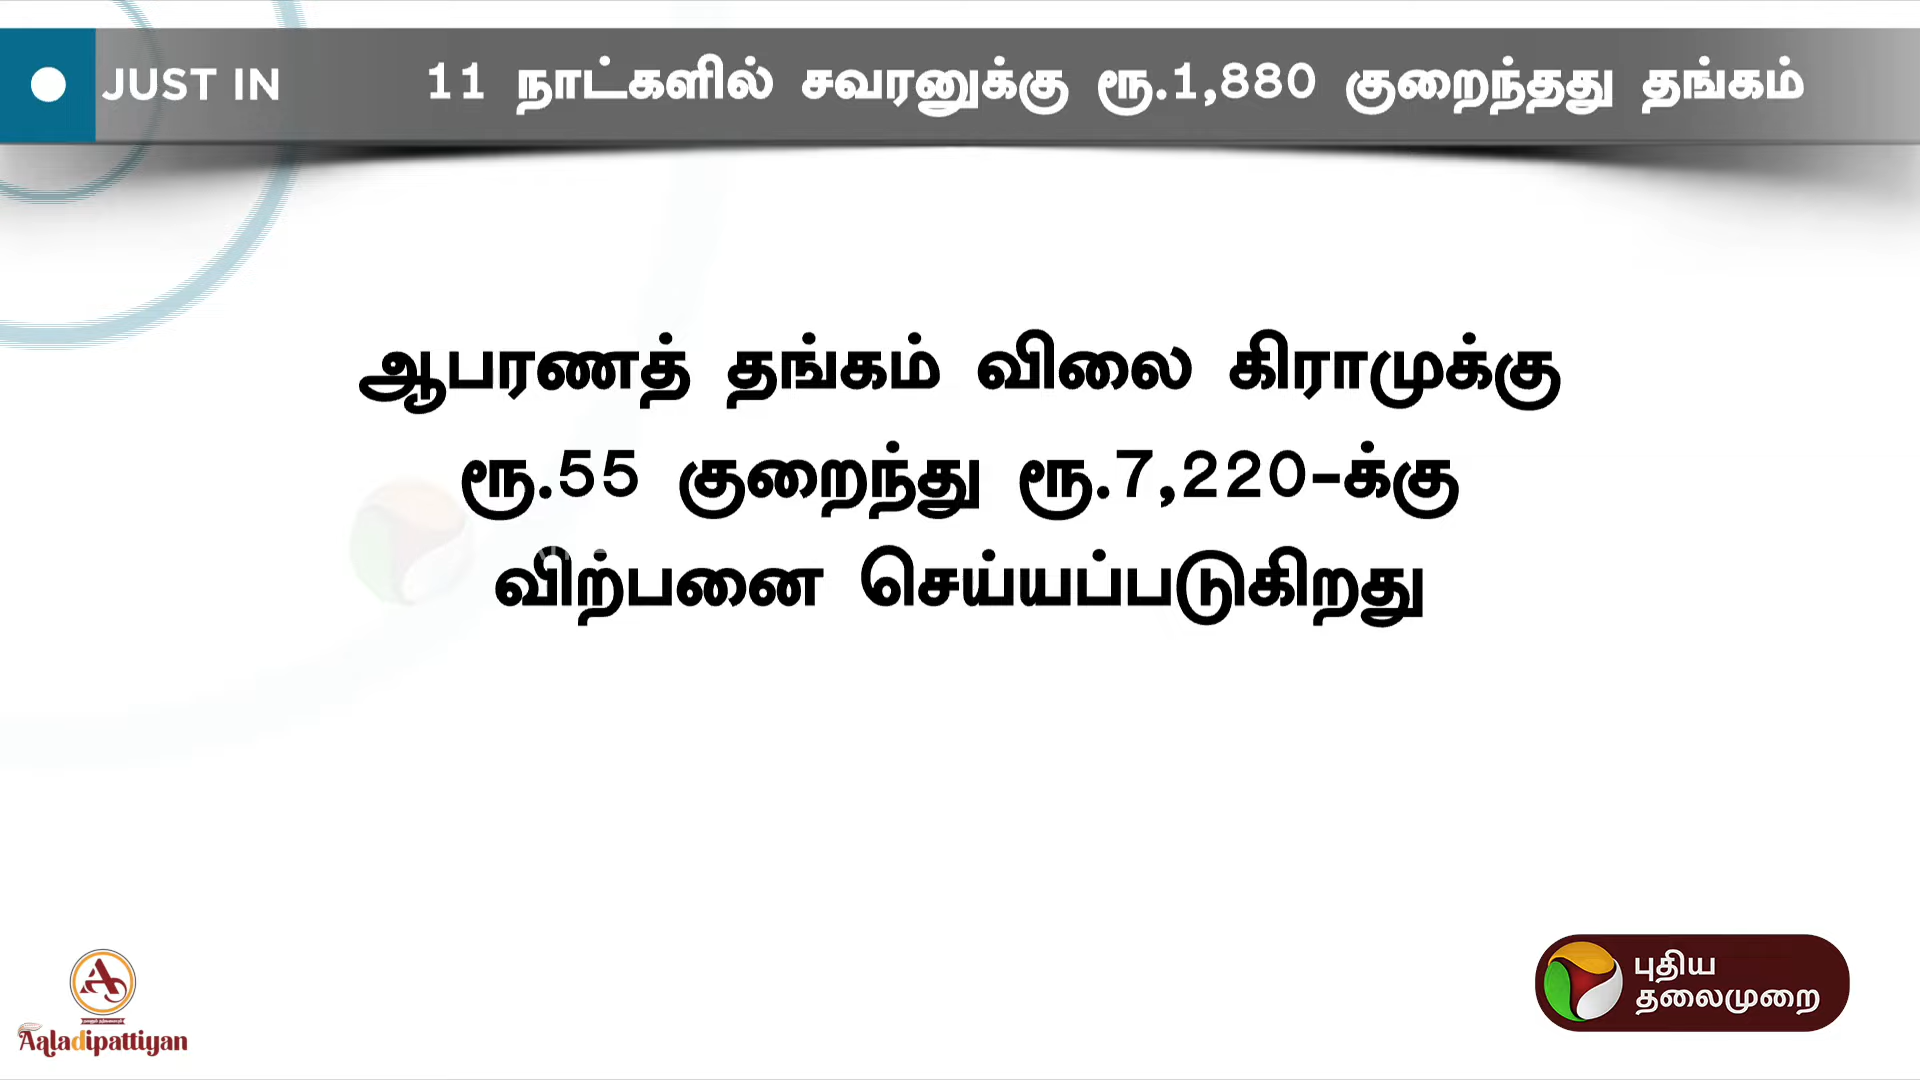 JUST IN
11 நாட்களில் சவரனுக்கு ரூ.1,880 குறைந்தது தங்கம்
ஆபரணத் தங்கம் விலை கிராமுக்கு
ரூ.55 குறைந்து ரூ.7,220-க்கு
விற்பனை செய்யப்படுகிறது
Aaladipattiyan
புதிய
தலைமுறை